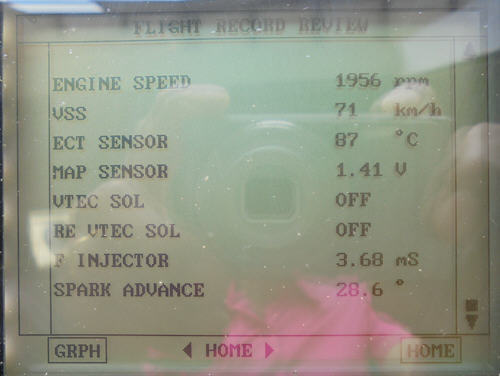 FLIGHT RECORD REVIEW
ENGINE SPEED 1956 rpm
VSS 71 km/h
ECT SENSOR 87 °C
MAP SENSOR 1.41 V
VTEC SOL OFF
RE VTEC SOL OFF
F INJECTOR 3.68 mS
SPARK ADVANCE 28.6 °
GRPH ◀ HOME ▶ HOME